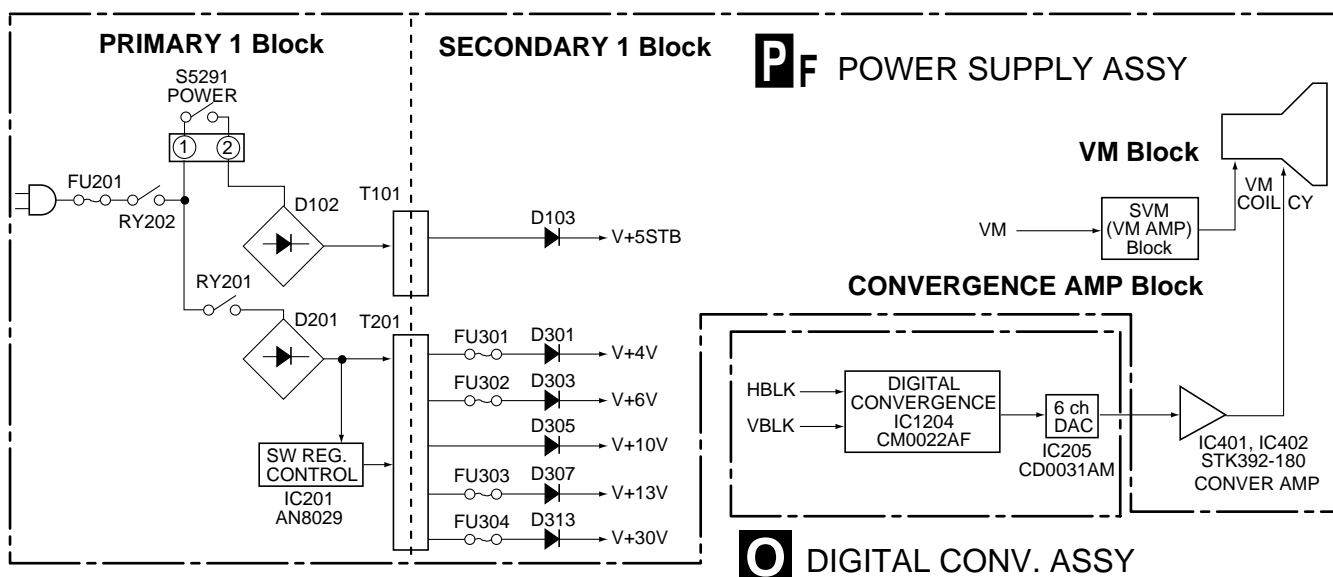 PRIMARY 1 Block
SECONDARY 1 Block
P F POWER SUPPLY ASSY
S5291
POWER
1 2
FU201
RY202
D102
T101
D103
V+5STB
VM Block
VM
COIL
CY
VM
SVM
(VM AMP)
Block
RY201
D201
T201
CONVERGENCE AMP Block
FU301 D301 V+4V
FU302 D303 V+6V
D305 V+10V
FU303 D307 V+13V
FU304 D313 V+30V
SW REG.
CONTROL
IC201
AN8029
HBLK
VBLK
DIGITAL
CONVERGENCE
IC1204
CM0022AF
6 ch
DAC
IC205
CD0031AM
IC401, IC402
STK392-180
CONVER AMP
O DIGITAL CONV. ASSY